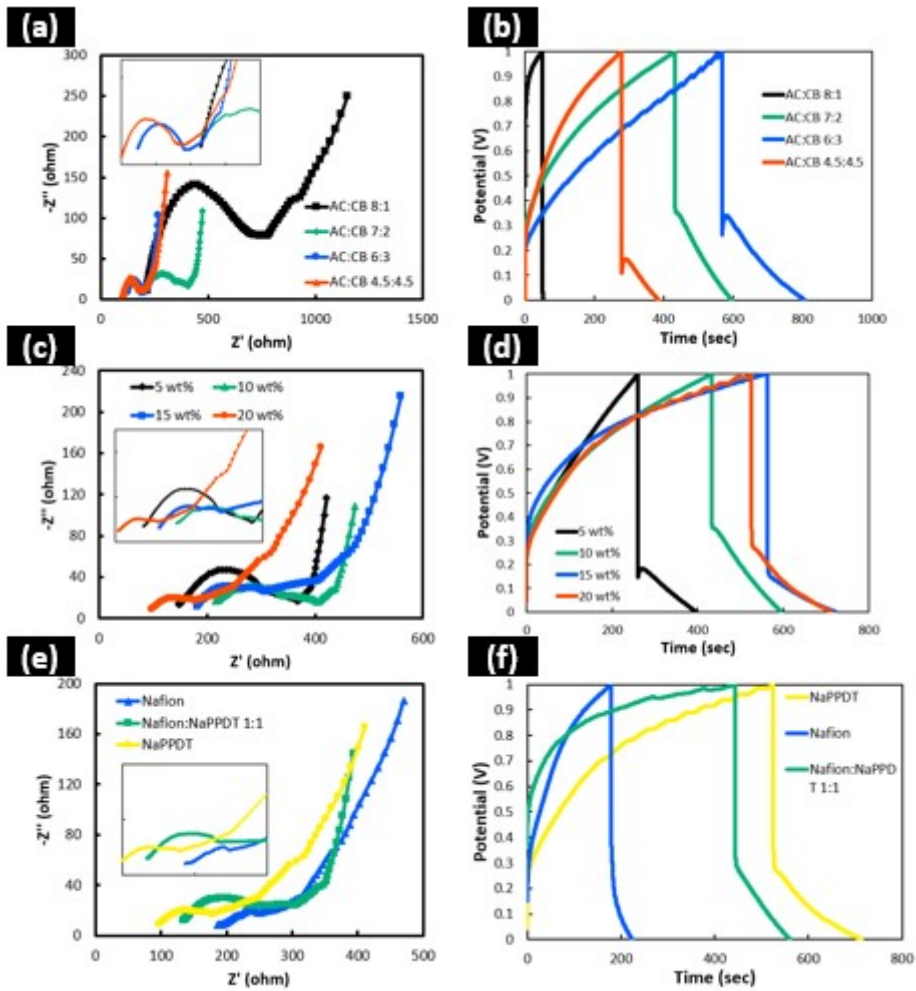 (a)
300
250
200
150
100
50
0
-Z'' (ohm)
AC:CB 8:1
AC:CB 7:2
AC:CB 6:3
AC:CB 4.5:4.5
0 500 1000 1500
Z' (ohm)
(b)
1
0.9
0.8
0.7
0.6
0.5
0.4
0.3
0.2
0.1
0
Potential (V)
AC:CB 8:1
AC:CB 7:2
AC:CB 6:3
AC:CB 4.5:4.5
0 200 400 600 800 1000
Time (sec)
(c)
240
200
160
120
80
40
0
-Z'' (ohm)
5 wt% 10 wt%
15 wt% 20 wt%
0 200 400 600
Z' (ohm)
(d)
1
0.9
0.8
0.7
0.6
0.5
0.4
0.3
0.2
0.1
0
Potential (V)
5 wt%
10 wt%
15 wt%
20 wt%
0 200 400 600 800
Time (sec)
(e)
200
160
120
80
40
0
-Z'' (ohm)
Nafion
Nafion:NaPPDT 1:1
NaPPDT
0 100 200 300 400 500
Z' (ohm)
(f)
1
0.9
0.8
0.7
0.6
0.5
0.4
0.3
0.2
0.1
0
Potential (V)
NaPPDT
Nafion
Nafion:NaPPD
T 1:1
0 200 400 600 800
Time (sec)